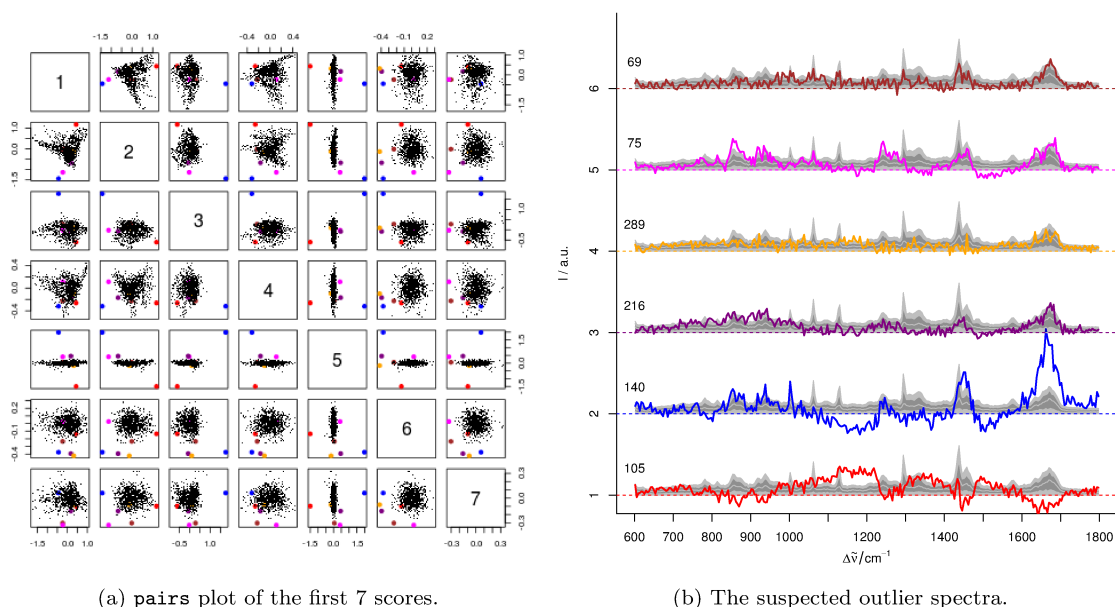 -1.5 -0.5 1.0
-0.4 0.2
-0.4 0.0
1
-1.5 0.0 1.0
-1.5 0.0 1.0
2
3
-0.5 1.0
-0.4 0.0 0.4
4
5
-1.5 0.0 1.5
-0.4 -0.1 0.2
6
7
-0.3 0.0 0.3
-1.5 0.0 1.0
-0.5 1.0
-1.5 0.0 1.5
-0.3 0.0 0.3
69
6
75
5
289
4
I / a.u.
216
3
140
2
105
1
600 700 800 900 1000 1200 1400 1600 1800
Δν̃/cm⁻¹
(a) pairs plot of the first 7 scores.
(b) The suspected outlier spectra.